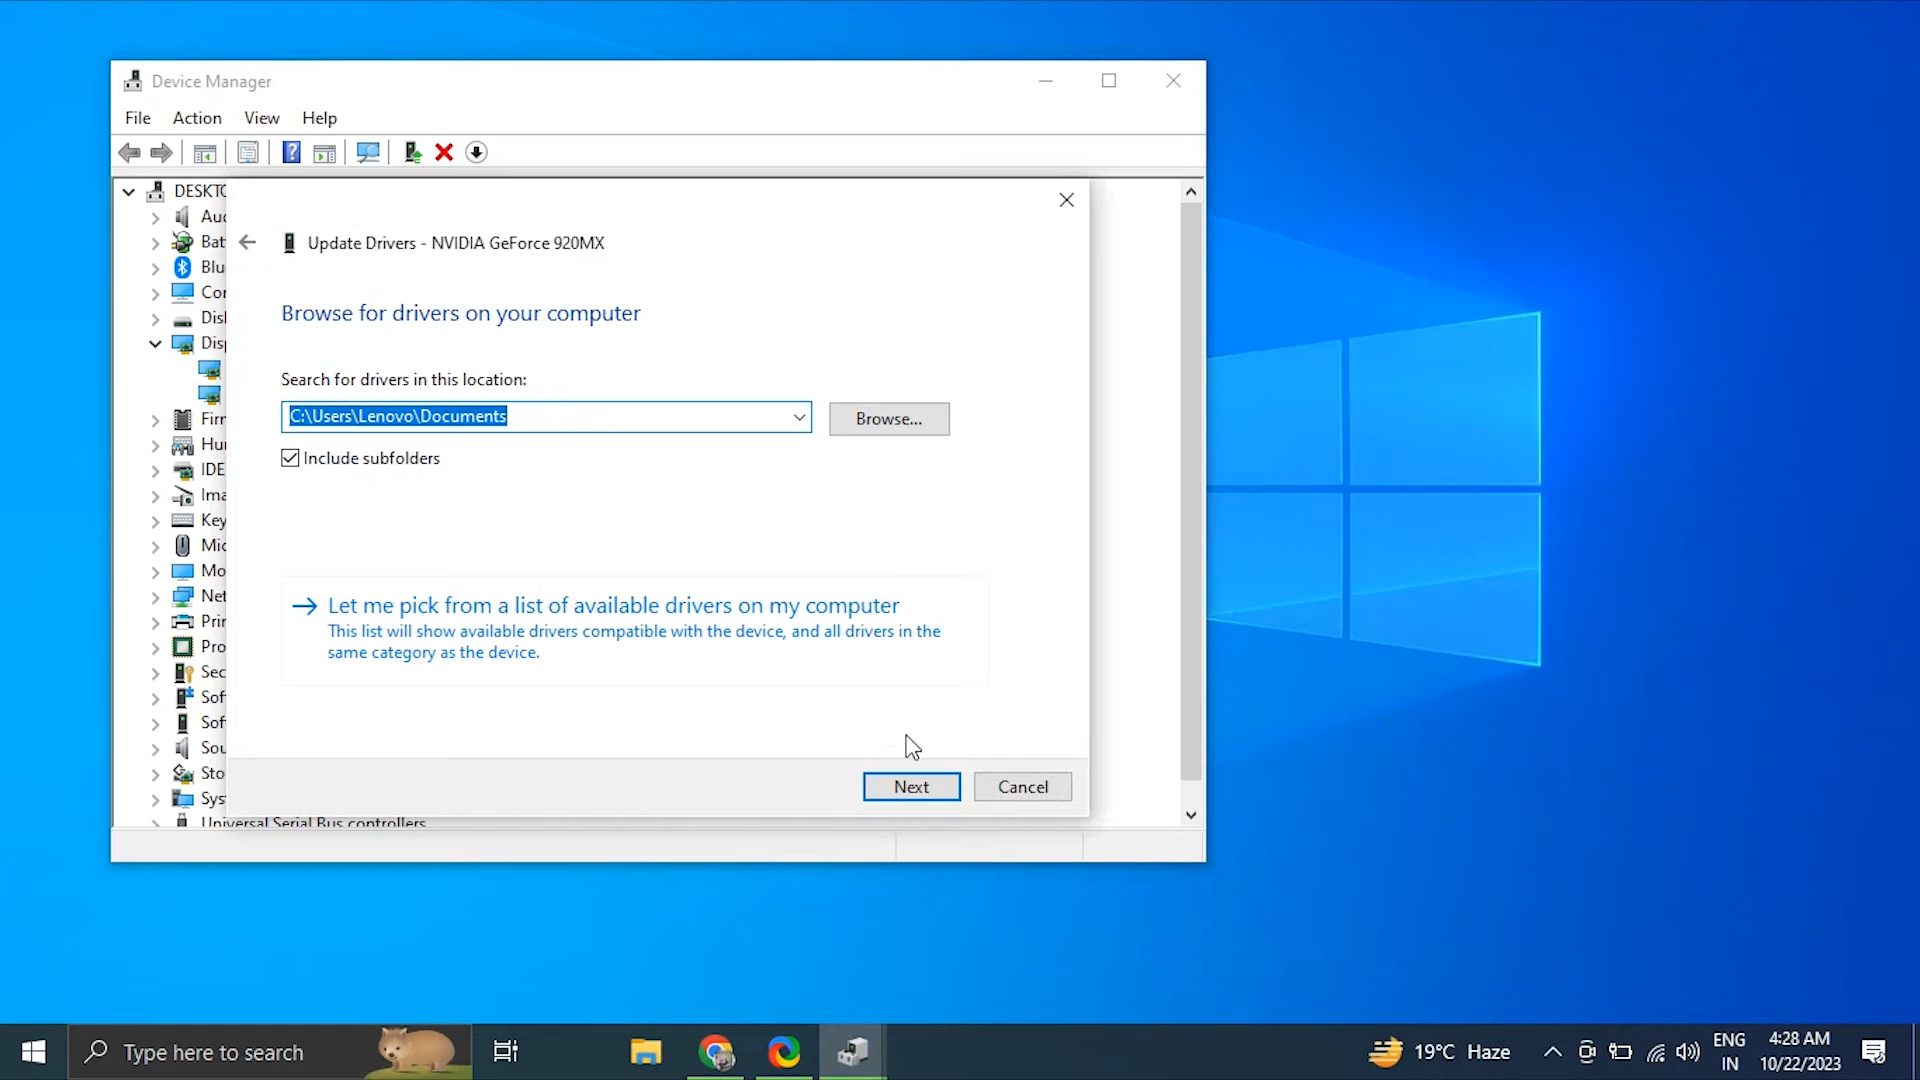 Device Manager
File Action View Help
DESKTO
Aud
Bat
Blu
Update Drivers - NVIDIA GeForce 920MX
Cor
Disl
Browse for drivers on your computer
Disp
Search for drivers in this location:
C:\Users\Lenovo\Documents
Browse...
Firr
Hur
Include subfolders
IDE
Ima
Key
Mic
Mo
Net
Let me pick from a list of available drivers on my computer
This list will show available drivers compatible with the device, and all drivers in the
same category as the device.
Prir
Pro
Sec
Sof
Sof
Sou
Sto
Sys
Next Cancel
Universal Serial Bus controllers
Type here to search
19°C Haze
ENG
IN
4:28 AM
10/22/2023